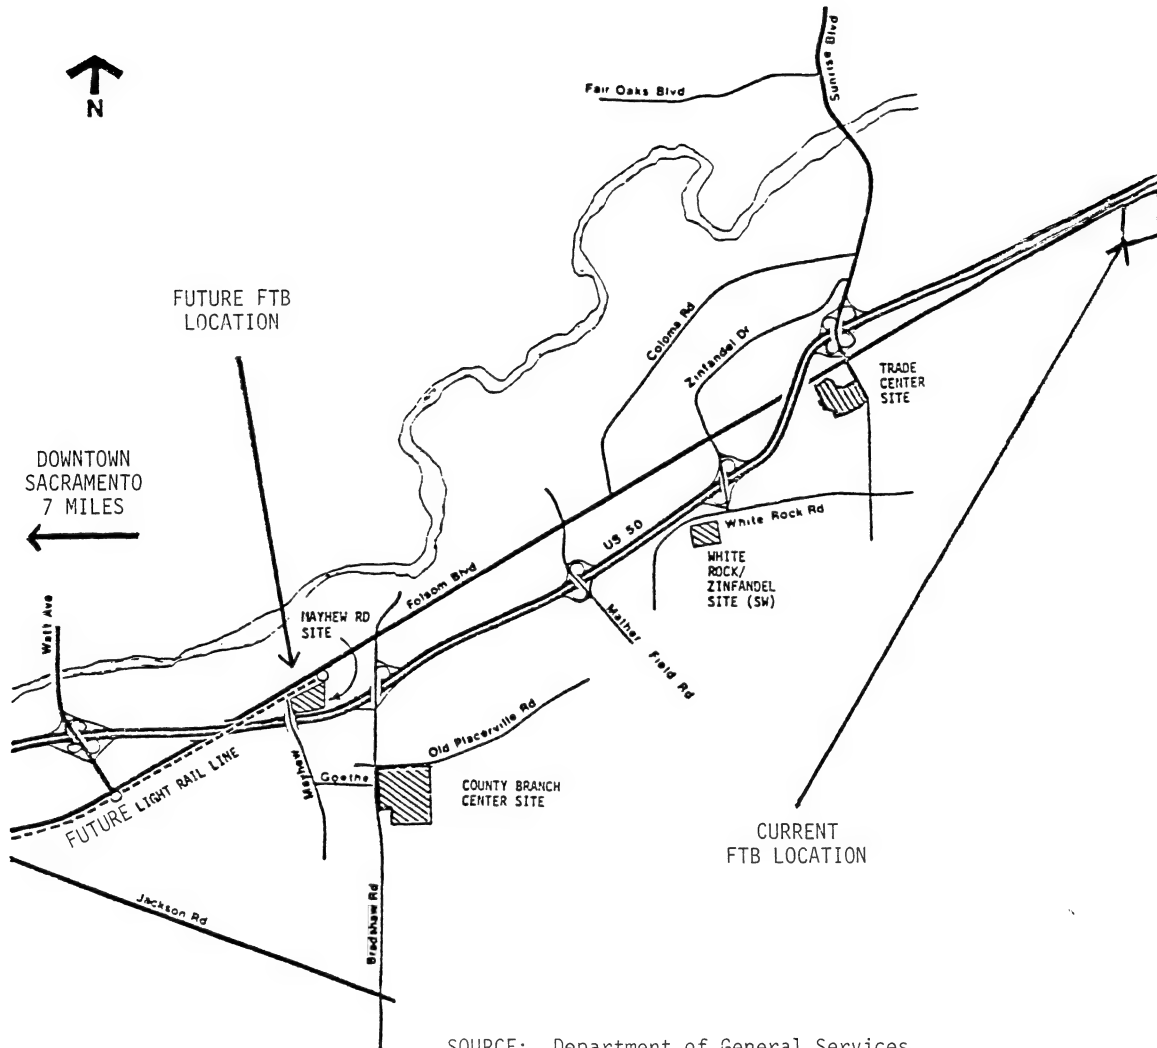 Sunrise Blvd
Fair Oaks Blvd
N
FUTURE FTB
LOCATION
Coloma Rd
Zinfandel Dr
TRADE
CENTER
SITE
DOWNTOWN
SACRAMENTO
7 MILES
US 50
White Rock Rd
WHITE
ROCK/
ZINFANDEL
SITE (SW)
Folsom Blvd
MAYHEW RD
SITE
Mather Field Rd
Watt Ave
Old Placerville Rd
Mayhew
Goethe
FUTURE LIGHT RAIL LINE
COUNTY BRANCH
CENTER SITE
CURRENT
FTB LOCATION
Jackson Rd
Bradshaw Rd
SOURCE: Department of General Services